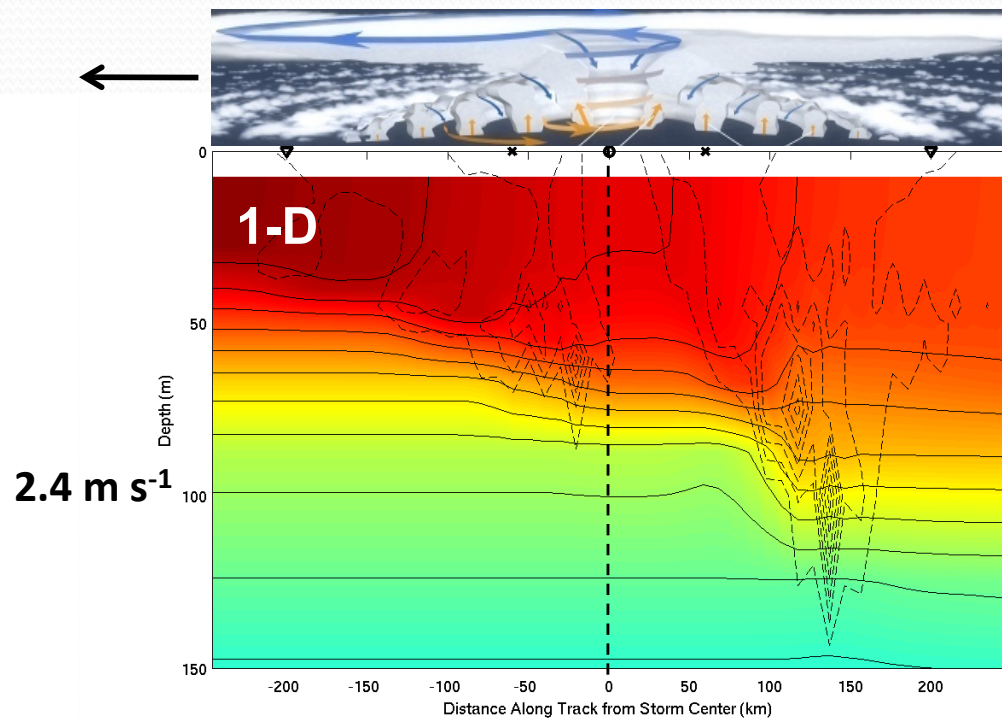 1-D
0
50
100
150
Depth (m)
2.4 m s-1
-200 -150 -100 -50 0 50 100 150 200
Distance Along Track from Storm Center (km)